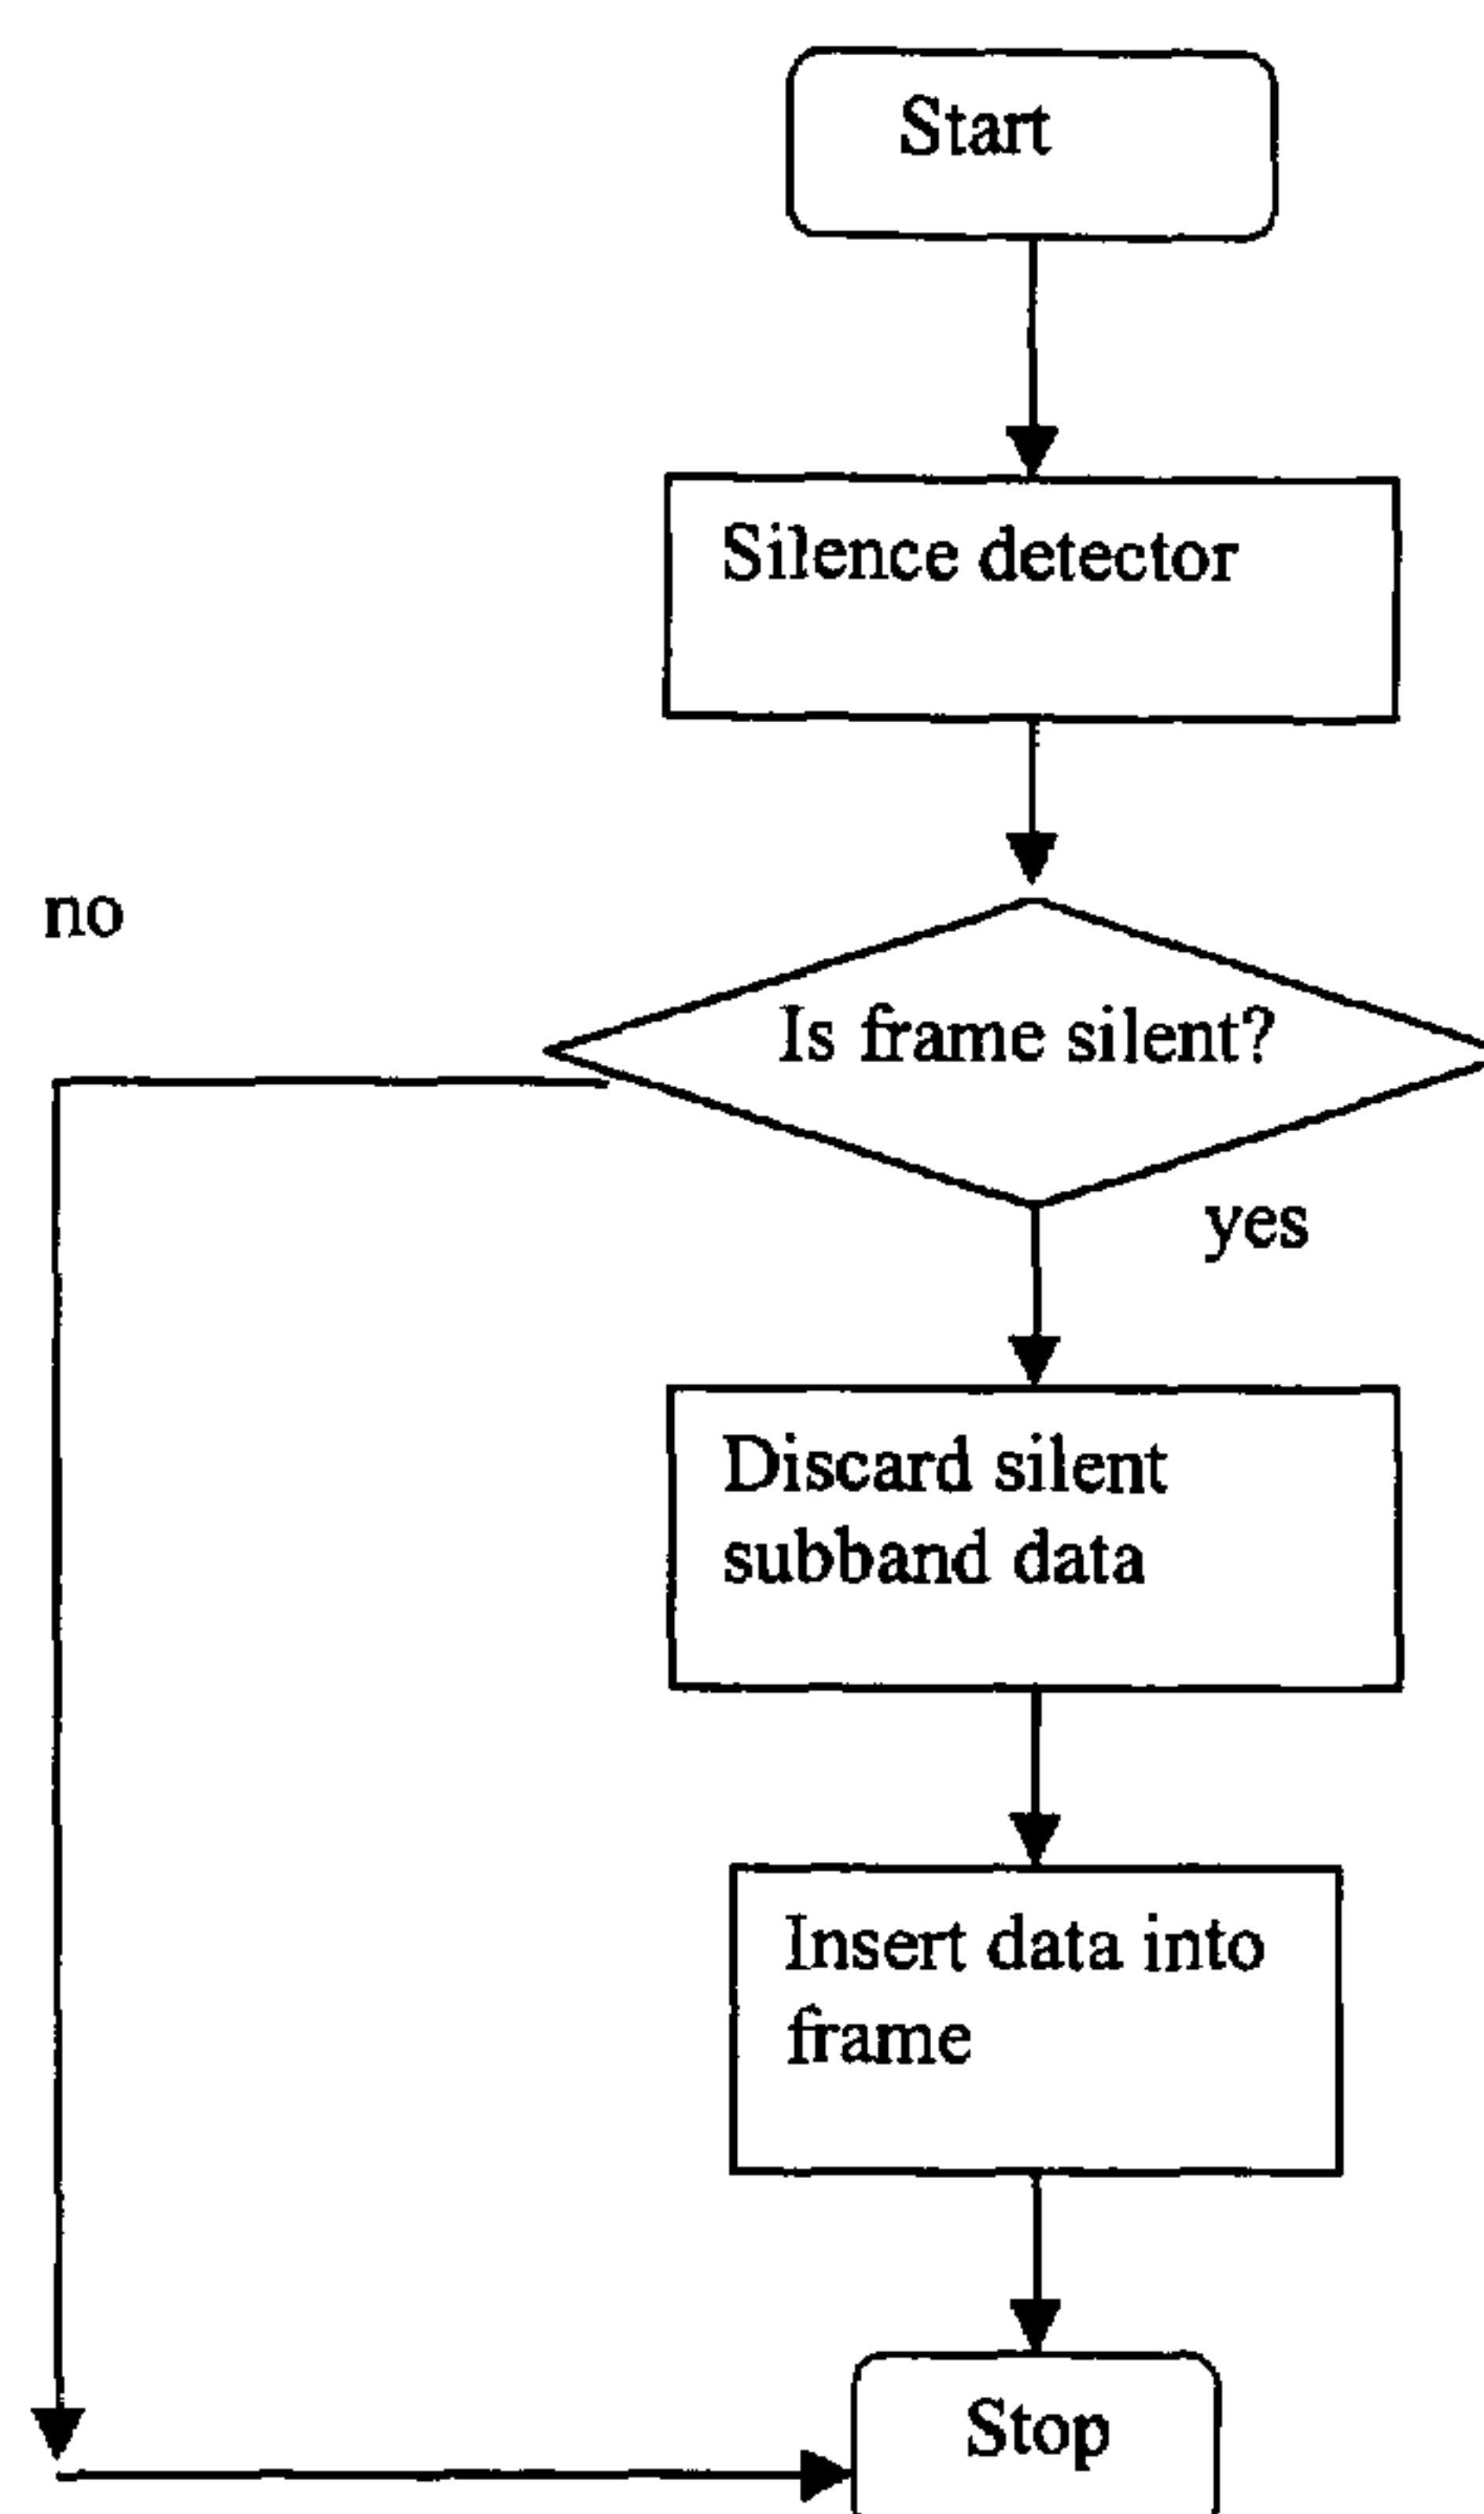 Start
Silence detector
no
Is frame silent?
yes
Discard silent
subband data
Insert data into
frame
Stop